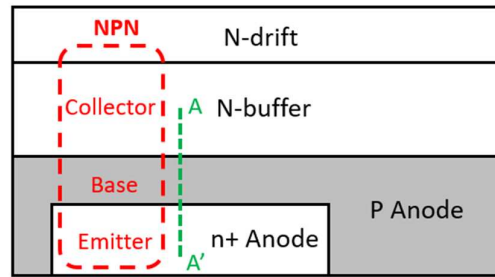 NPN
N-drift
Collector
A
N-buffer
Base
P Anode
Emitter
n+ Anode
A'